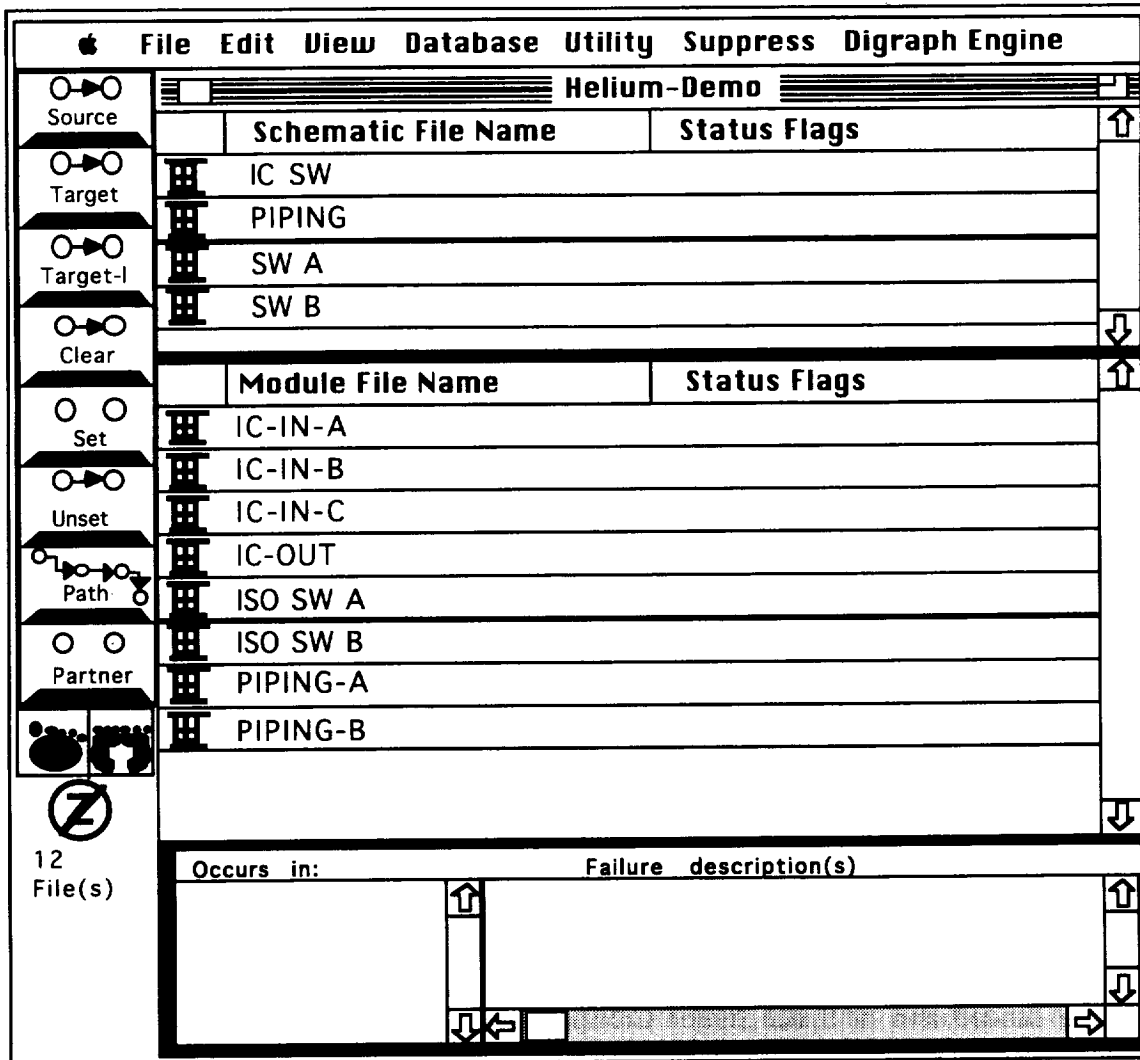 File Edit View Database Utility Suppress Digraph Engine
Helium-Demo
Source
Target
Target-I
Clear
Set
Unset
Path
Partner
Z
12
File(s)
Schematic File Name Status Flags
IC SW
PIPING
SW A
SW B
Module File Name Status Flags
IC-IN-A
IC-IN-B
IC-IN-C
IC-OUT
ISO SW A
ISO SW B
PIPING-A
PIPING-B
Occurs in: Failure description(s)